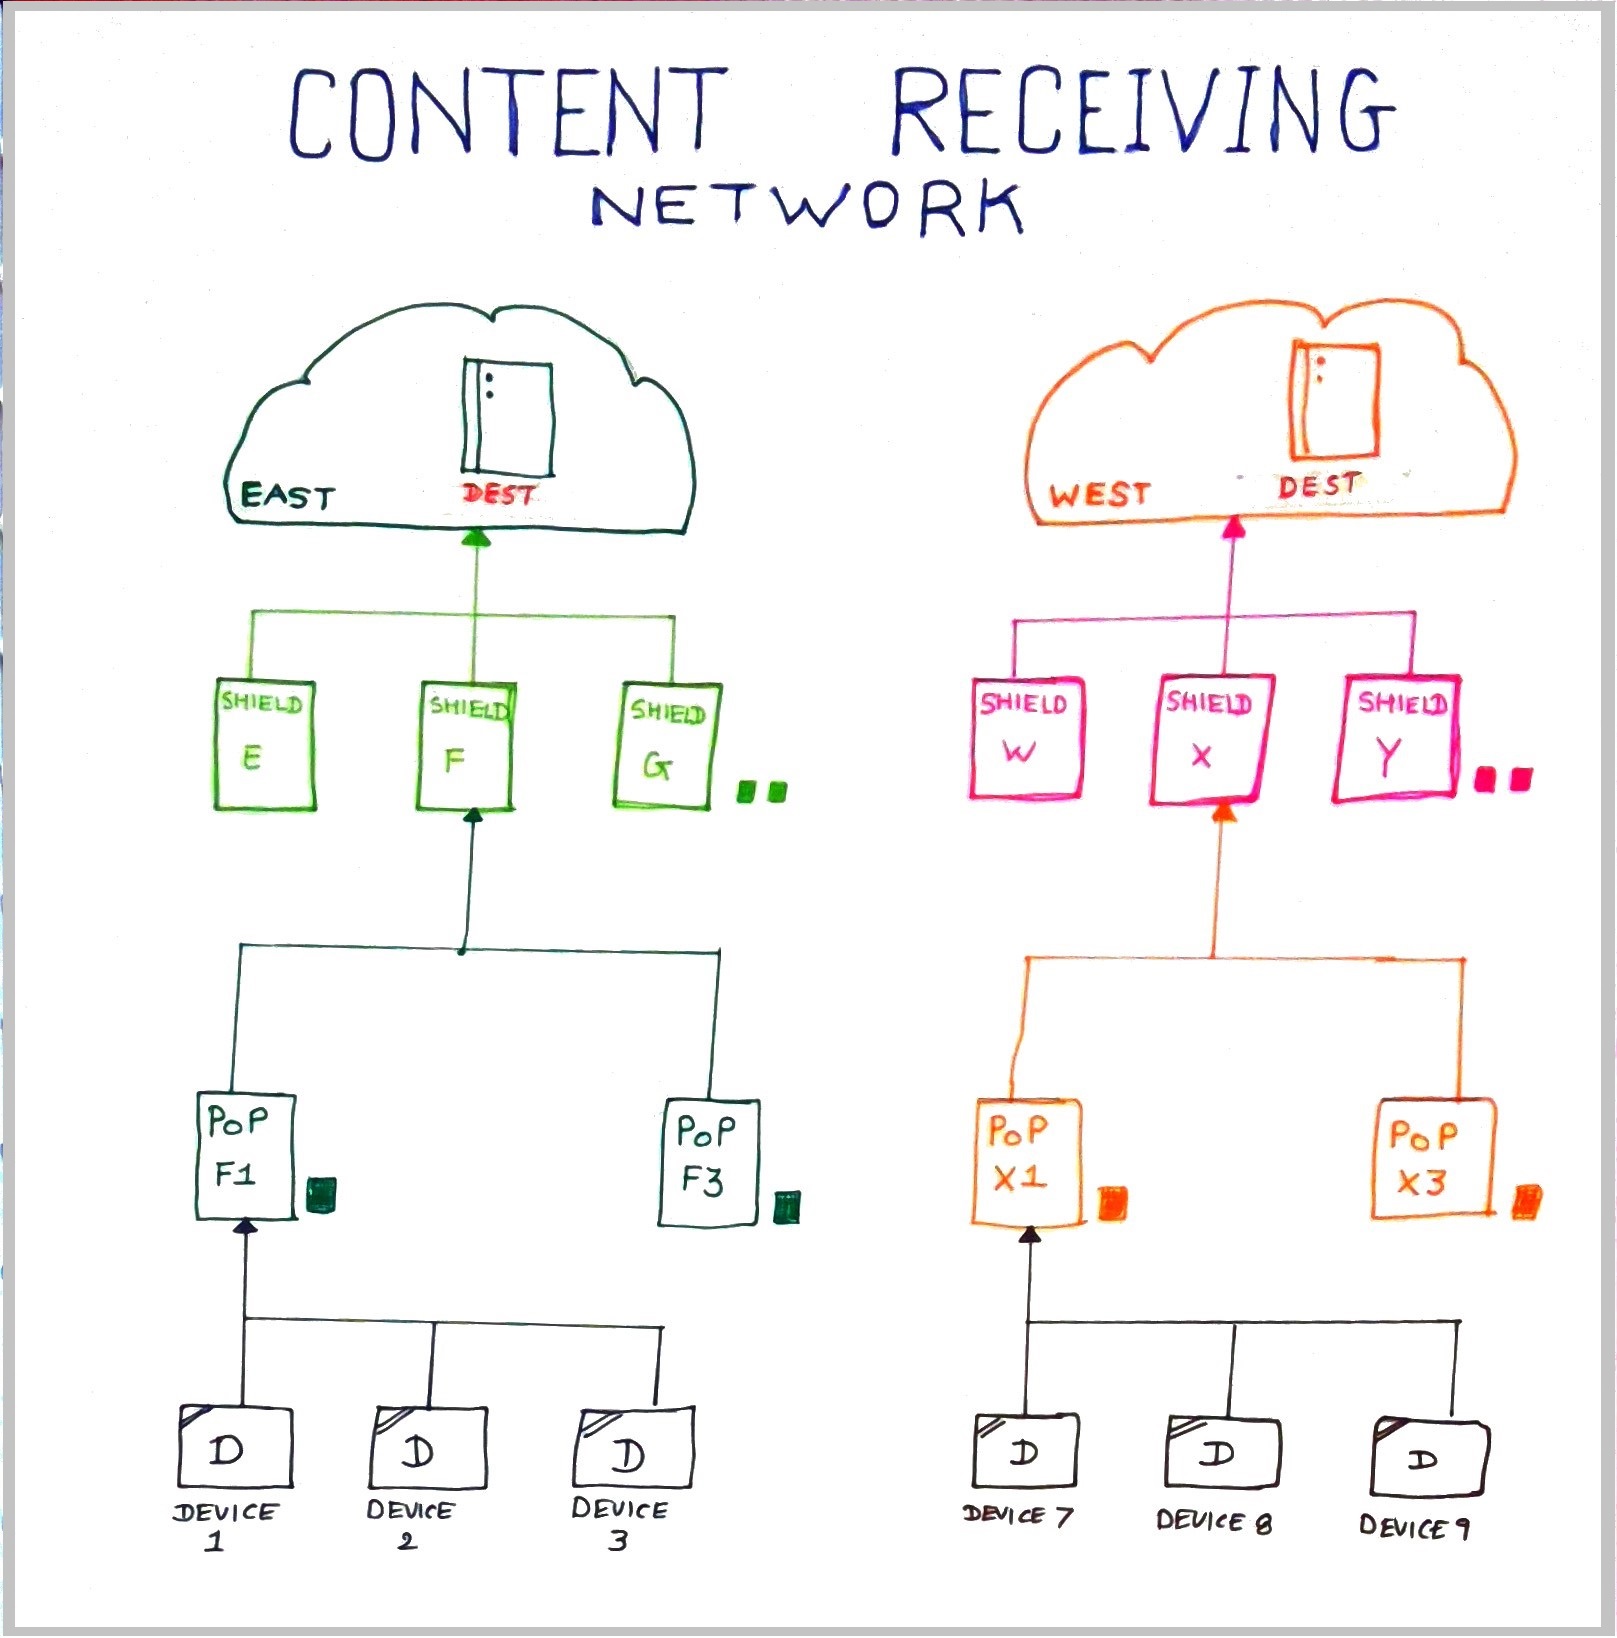 CONTENT RECEIVING
NETWORK
EAST DEST
WEST DEST
SHIELD
E
SHIELD
F
SHIELD
G
SHIELD
W
SHIELD
X
SHIELD
Y
PoP
F1
PoP
F3
PoP
X1
PoP
X3
D
D
D
D
D
D
DEVICE
1
DEVICE
2
DEVICE
3
DEVICE 7
DEVICE 8
DEVICE 9